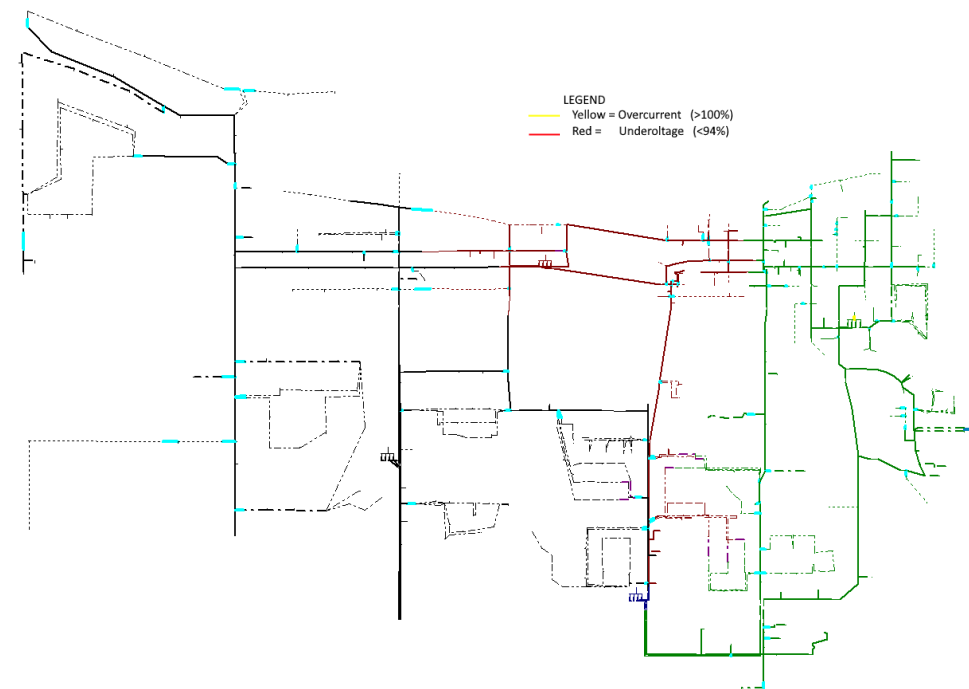 LEGEND
Yellow = Overcurrent (>100%)
Red = Underoltage (<94%)